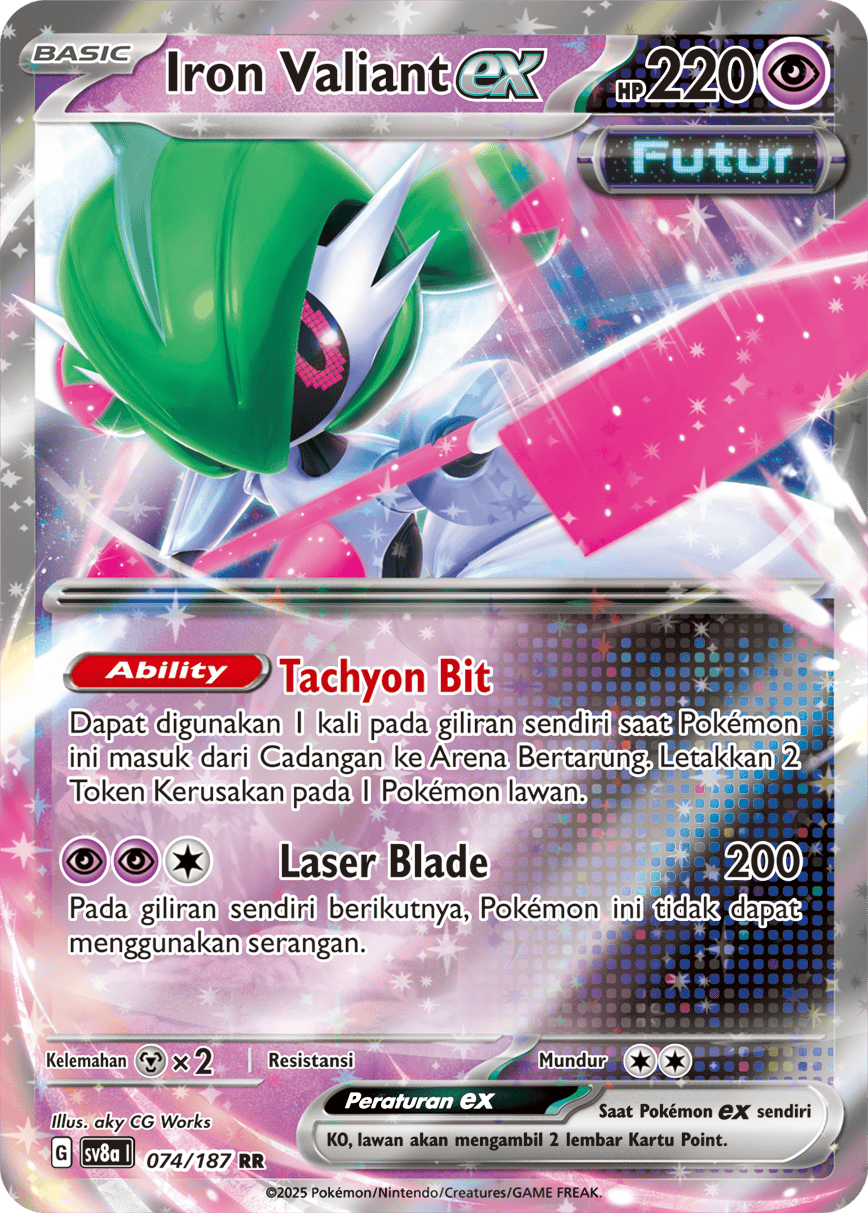 BASIC
Iron Valiant ex
HP 220
Futur
Ability Tachyon Bit
Dapat digunakan 1 kali pada giliran sendiri saat Pokémon
ini masuk dari Cadangan ke Arena Bertarung. Letakkan 2
Token Kerusakan pada 1 Pokémon lawan.
Laser Blade 200
Pada giliran sendiri berikutnya, Pokémon ini tidak dapat
menggunakan serangan.
Kelemahan ×2 Resistansi Mundur
Peraturan ex
Saat Pokémon ex sendiri
KO, lawan akan mengambil 2 lembar Kartu Point.
Illus. aky CG Works
G sv8a I 074/187 RR
©2025 Pokémon/Nintendo/Creatures/GAME FREAK.